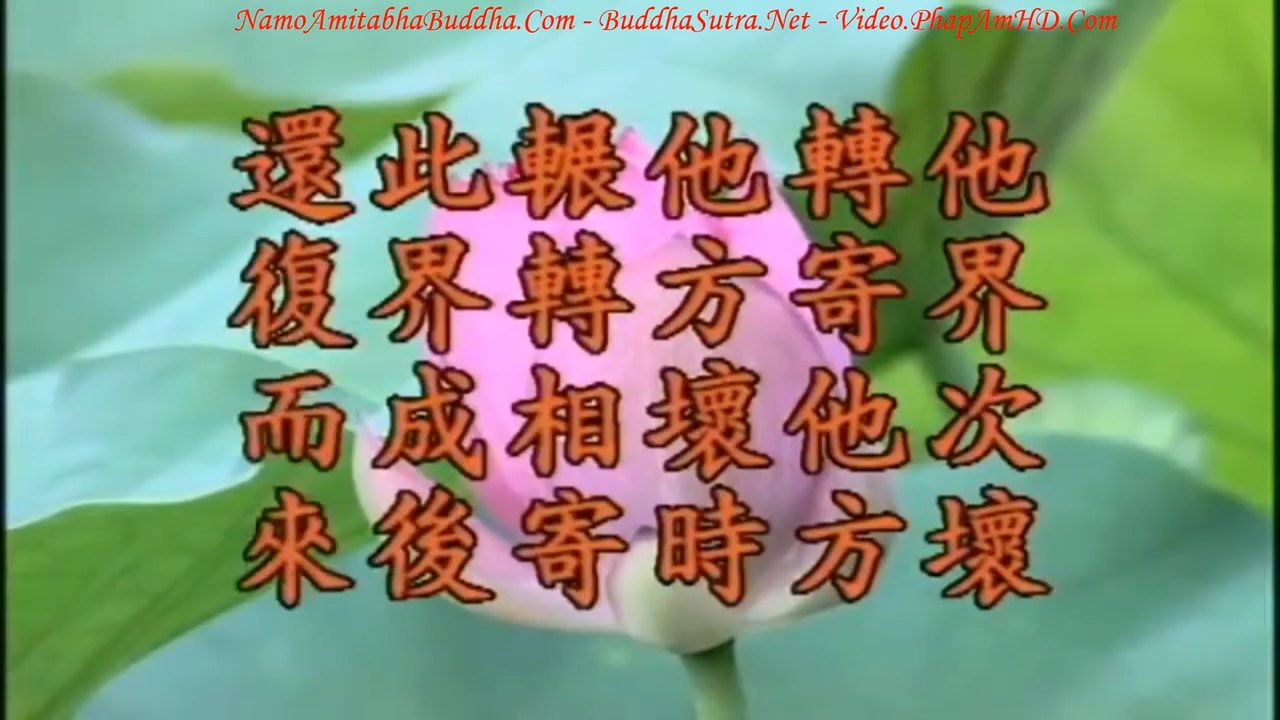 NamoAmitabhaBuddha.Com - BuddhaSutra.Net - Video.PhapAmHD.Com
他界次壞
轉寄他方
他方壞時
輾轉相寄
此界成後
還復而來